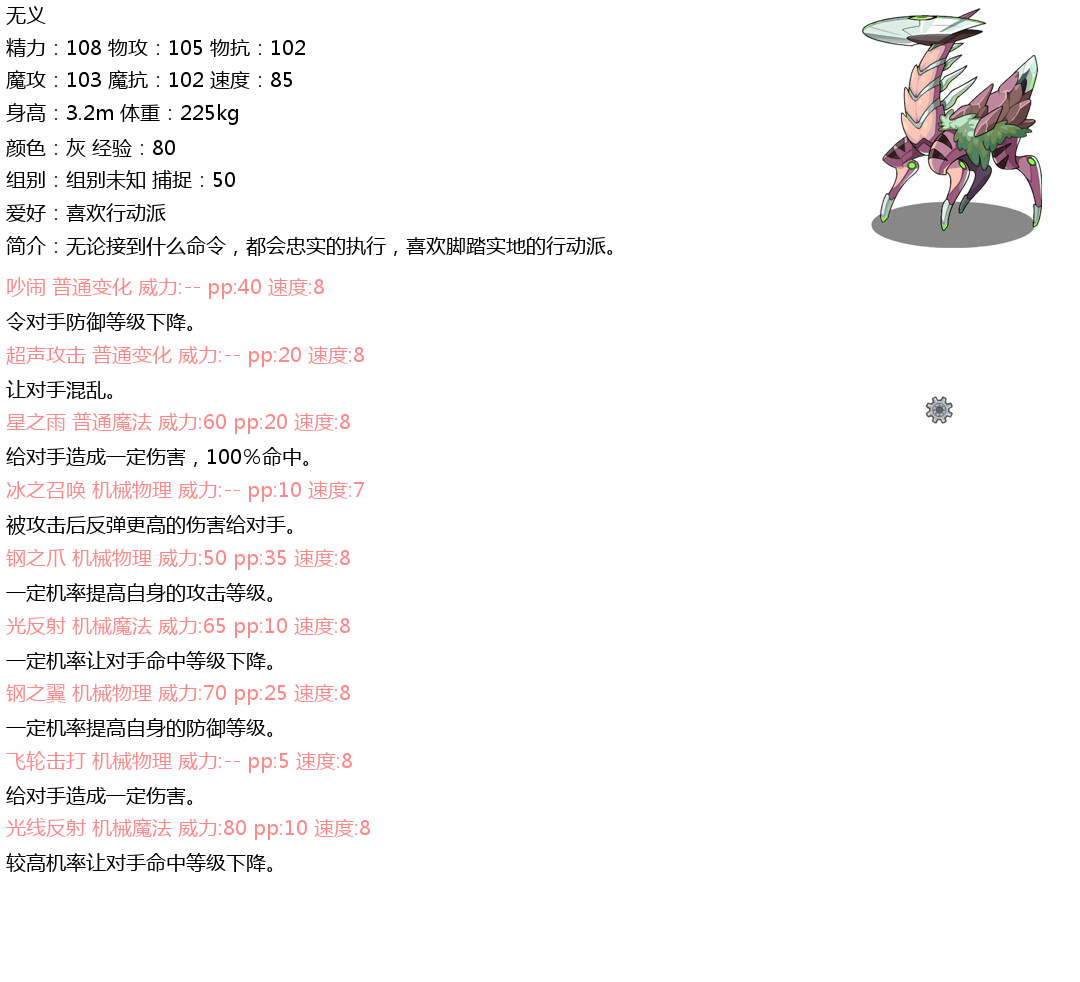 无义
精力：108 物攻：105 物抗：102
魔攻：103 魔抗：102 速度：85
身高：3.2m 体重：225kg
颜色：灰 经验：80
组别：组别未知 捕捉：50
爱好：喜欢行动派
简介：无论接到什么命令，都会忠实的执行，喜欢脚踏实地的行动派。
吵闹 普通变化 威力:-- pp:40 速度:8
令对手防御等级下降。
超声攻击 普通变化 威力:-- pp:20 速度:8
让对手混乱。
星之雨 普通魔法 威力:60 pp:20 速度:8
给对手造成一定伤害，100%命中。
冰之召唤 机械物理 威力:-- pp:10 速度:7
被攻击后反弹更高的伤害给对手。
钢之爪 机械物理 威力:50 pp:35 速度:8
一定机率提高自身的攻击等级。
光反射 机械魔法 威力:65 pp:10 速度:8
一定机率让对手命中等级下降。
钢之翼 机械物理 威力:70 pp:25 速度:8
一定机率提高自身的防御等级。
飞轮击打 机械物理 威力:-- pp:5 速度:8
给对手造成一定伤害。
光线反射 机械魔法 威力:80 pp:10 速度:8
较高机率让对手命中等级下降。